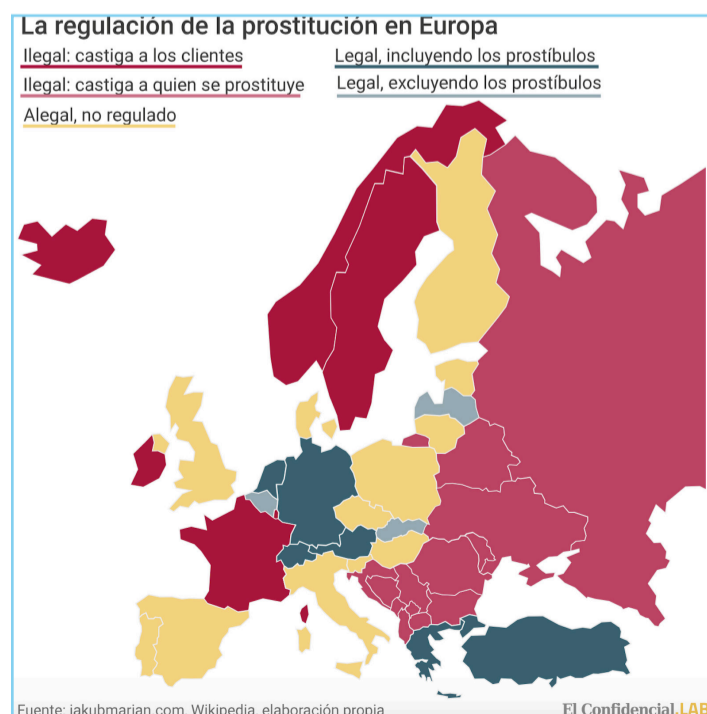 La regulación de la prostitución en Europa
Ilegal: castiga a los clientes
Legal, incluyendo los prostíbulos
Ilegal: castiga a quien se prostituye
Legal, excluyendo los prostíbulos
Alegal, no regulado
Fuente: jakubmarian.com, Wikipedia, elaboración propia
El Confidencial.LAB